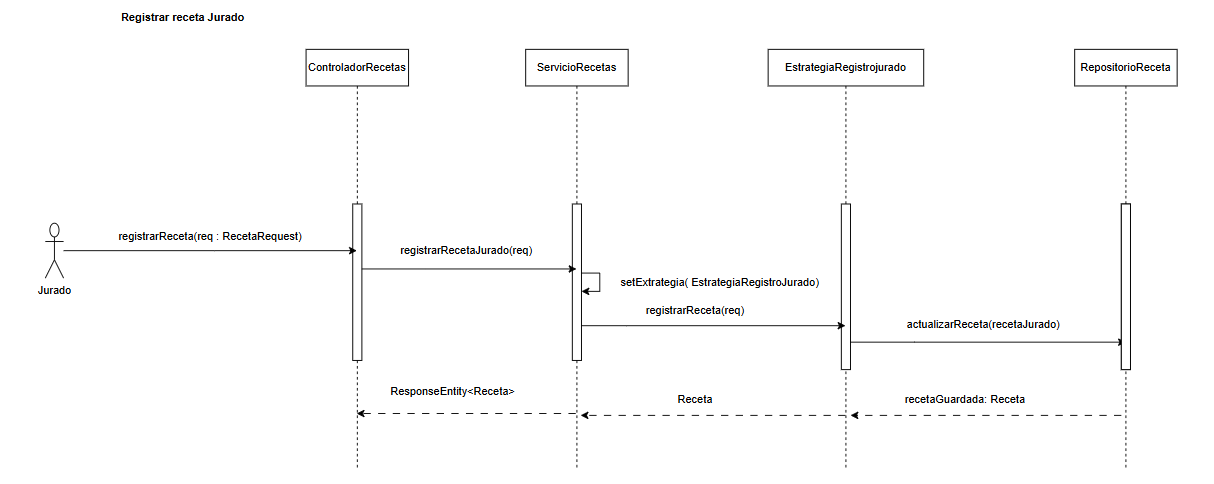 Registrar receta Jurado
ControladorRecetas
ServicioRecetas
EstrategiaRegistrojurado
RepositorioReceta
registrarReceta(req : RecetaRequest)
Jurado
registrarRecetaJurado(req)
setExtrategia( EstrategiaRegistroJurado)
registrarReceta(req)
actualizarReceta(recetaJurado)
ResponseEntity<Receta>
Receta
recetaGuardada: Receta